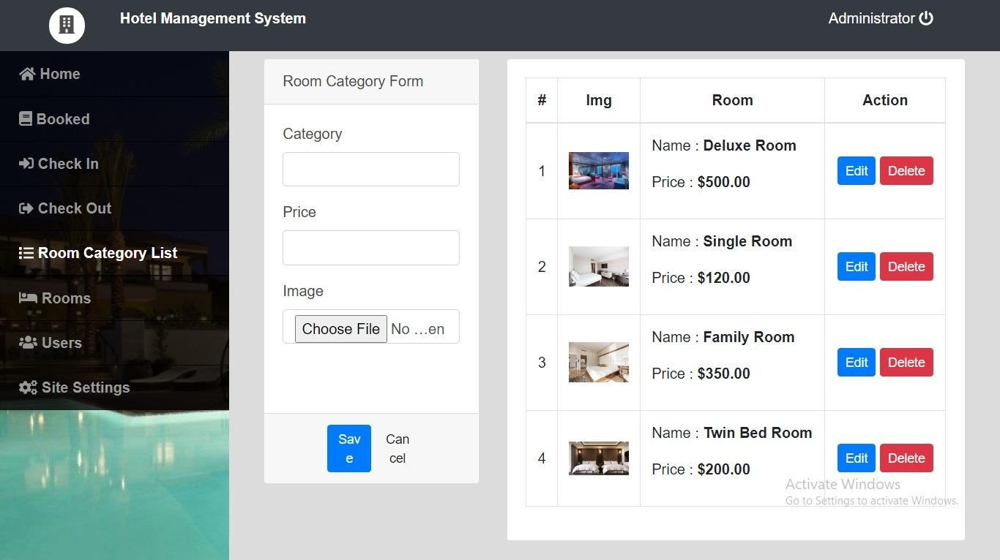 Hotel Management System
Administrator
Home
Booked
Check In
Check Out
Room Category List
Rooms
Users
Site Settings
Room Category Form
Category
Price
Image
Choose File No …en
Sav
e
Can
cel
# Img Room Action
1 Name : Deluxe Room
Price : $500.00
Edit Delete
2 Name : Single Room
Price : $120.00
Edit Delete
3 Name : Family Room
Price : $350.00
Edit Delete
4 Name : Twin Bed Room
Price : $200.00
Edit Delete
Activate Windows
Go to Settings to activate Windows.